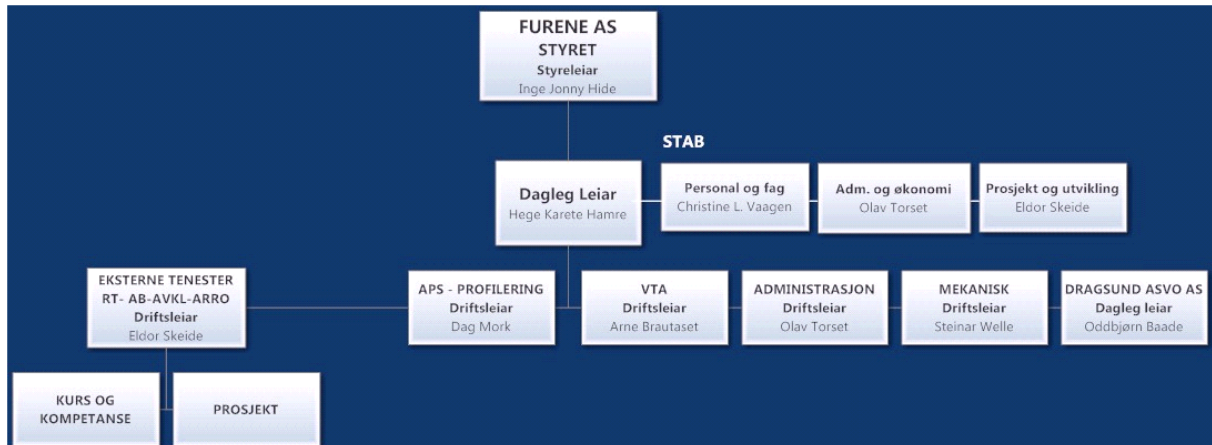 FURENE AS
STYRET
Styreleiar
Inge Jonny Hide
STAB
Dagleg Leiar
Hege Karete Hamre
Personal og fag
Christine L. Vaagen
Adm. og økonomi
Olav Torset
Prosjekt og utvikling
Eldor Skeide
EKSTERNE TENESTER
RT- AB-AVKL-ARRO
Driftsleiar
Eldor Skeide
APS - PROFILERING
Driftsleiar
Dag Mork
VTA
Driftsleiar
Arne Brautaset
ADMINISTRASJON
Driftsleiar
Olav Torset
MEKANISK
Driftsleiar
Steinar Welle
DRAGSUND ASVO AS
Dagleg leiar
Oddbjørn Baade
KURS OG
KOMPETANSE
PROSJEKT